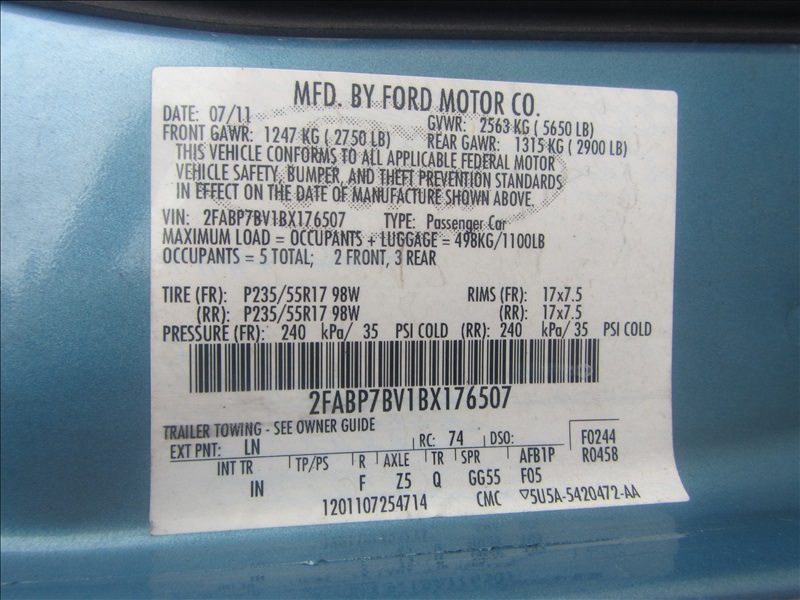 MFD. BY FORD MOTOR CO.
DATE: 07/11 GVWR: 2563 KG ( 5650 LB)
FRONT GAWR: 1247 KG ( 2750 LB) REAR GAWR: 1315 KG ( 2900 LB)
THIS VEHICLE CONFORMS TO ALL APPLICABLE FEDERAL MOTOR
VEHICLE SAFETY, BUMPER, AND THEFT PREVENTION STANDARDS
IN EFFECT ON THE DATE OF MANUFACTURE SHOWN ABOVE.
VIN: 2FABP7BV1BX176507 TYPE: Passenger Car
MAXIMUM LOAD = OCCUPANTS + LUGGAGE = 498KG/1100LB
OCCUPANTS = 5 TOTAL; 2 FRONT, 3 REAR
TIRE (FR): P235/55R17 98W RIMS (FR): 17x7.5
(RR): P235/55R17 98W (RR): 17x7.5
PRESSURE (FR): 240 kPa/ 35 PSI COLD (RR): 240 kPa/ 35 PSI COLD
2FABP7BV1BX176507
TRAILER TOWING - SEE OWNER GUIDE
EXT PNT: LN RC: 74 DSO: F0244
INT TR TP/PS R AXLE TR SPR AFB1P R0458
IN F Z5 Q GG55 F05
1201107254714 CMC ▽5U5A-5420472-AA